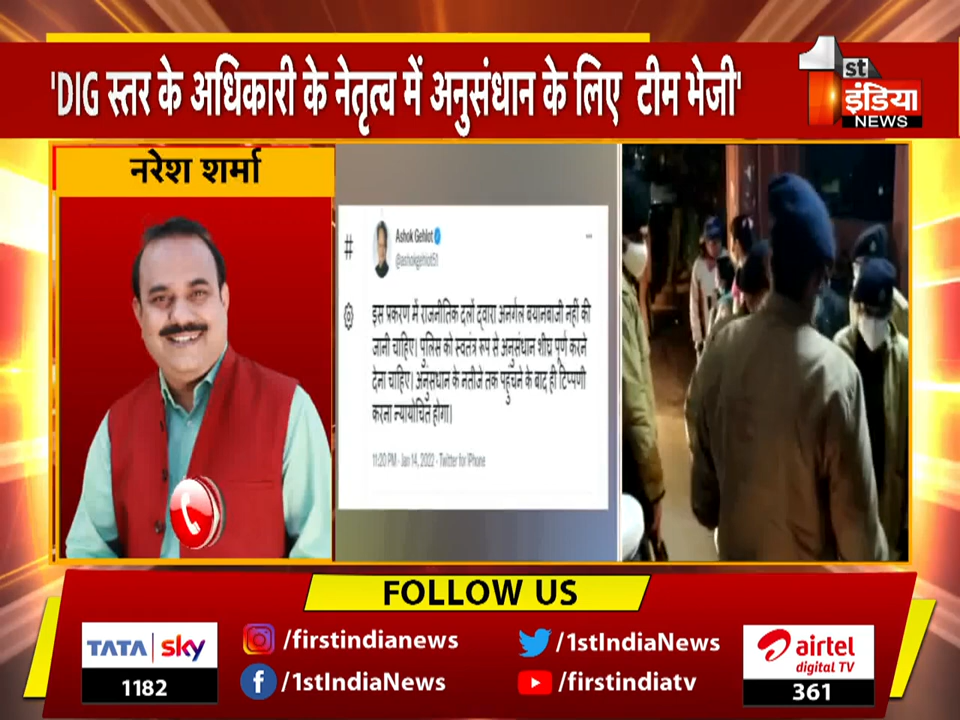 'DIG स्तर के अधिकारी के नेतृत्व में अनुसंधान के लिए टीम भेजी'
1st
इंडिया
NEWS
नरेश शर्मा
#
Ashok Gehlot
@ashokgehlot51
इस प्रकरण में राजनीतिक दलों द्वारा अनर्गल बयानबाजी नहीं की
जानी चाहिए। पुलिस को स्वतंत्र रुप से अनुसंधान शीघ्र पूर्ण करने
देना चाहिए। अनुसंधान के नतीजे तक पहुंचने के बाद ही टिप्पणी
करना न्यायोचित होगा।
11:20 PM · Jan 14, 2022 · Twitter for iPhone
FOLLOW US
TATA sky
1182
/firstindianews
/1stIndiaNews
/1stIndiaNews
/firstindiatv
airtel
digital TV
361